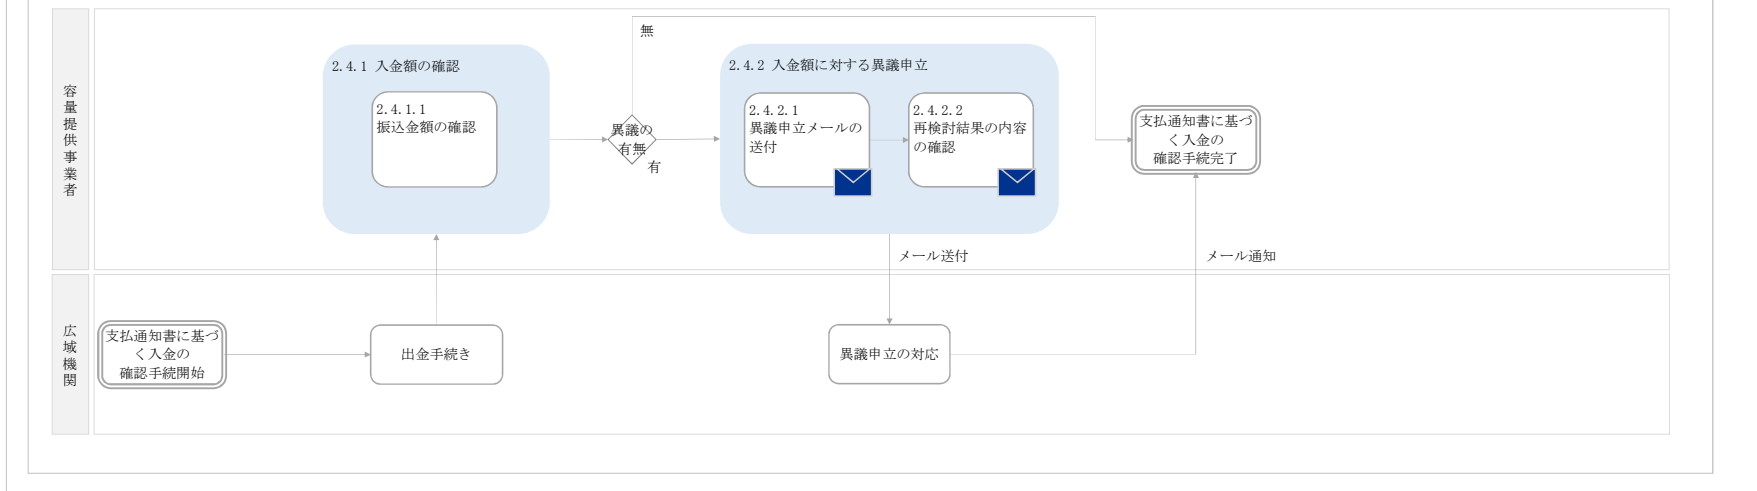 容量提供事業者
無
2.4.1 入金額の確認
2.4.1.1
振込金額の確認
異議の
有無
有
2.4.2 入金額に対する異議申立
2.4.2.1
異議申立メールの
送付
2.4.2.2
再検討結果の内容
の確認
支払通知書に基づ
く入金の
確認手続完了
メール送付
メール通知
広域機関
支払通知書に基づ
く入金の
確認手続開始
出金手続き
異議申立の対応